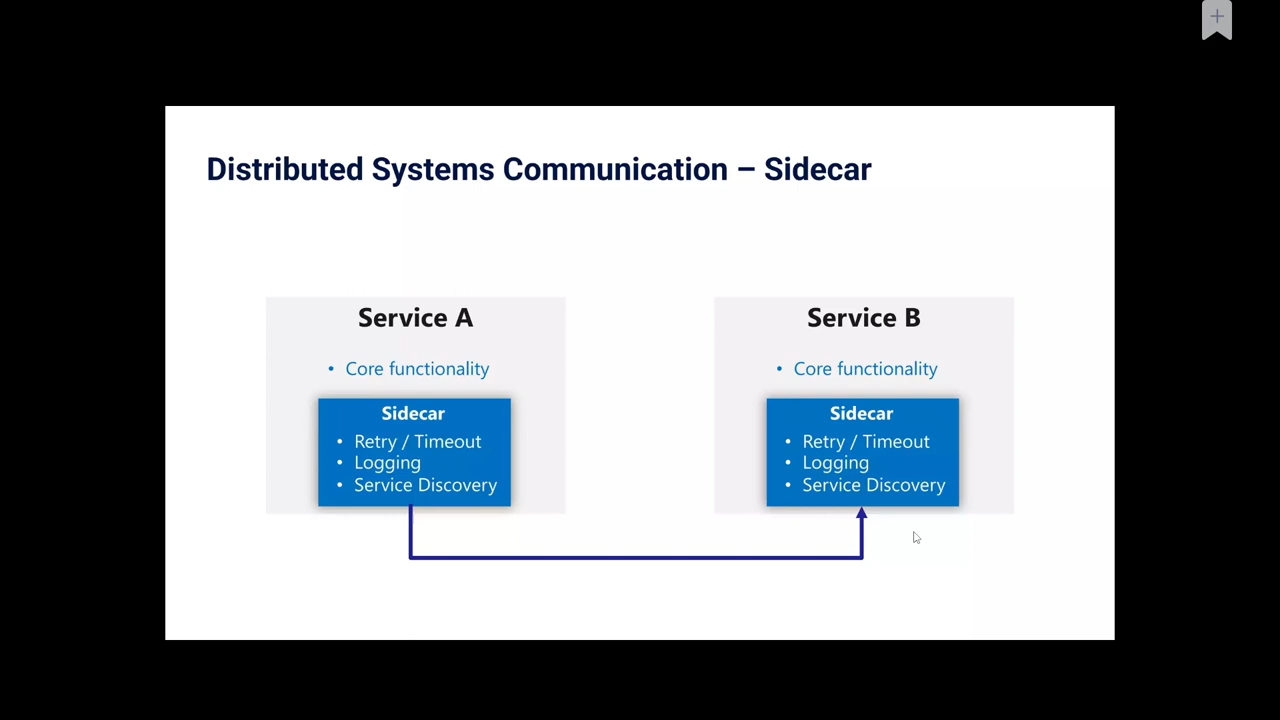 Distributed Systems Communication – Sidecar
Service A
• Core functionality
Sidecar
• Retry / Timeout
• Logging
• Service Discovery
Service B
• Core functionality
Sidecar
• Retry / Timeout
• Logging
• Service Discovery